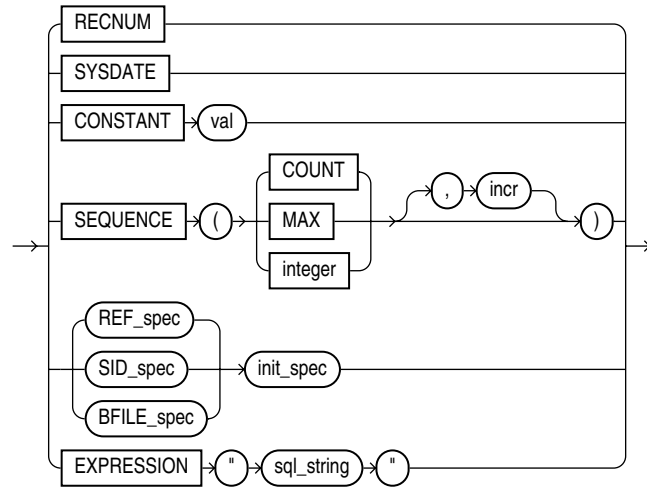 RECNUM
SYSDATE
CONSTANT val
COUNT
SEQUENCE ( MAX , incr )
integer
REF_spec
SID_spec init_spec
BFILE_spec
EXPRESSION " sql_string "